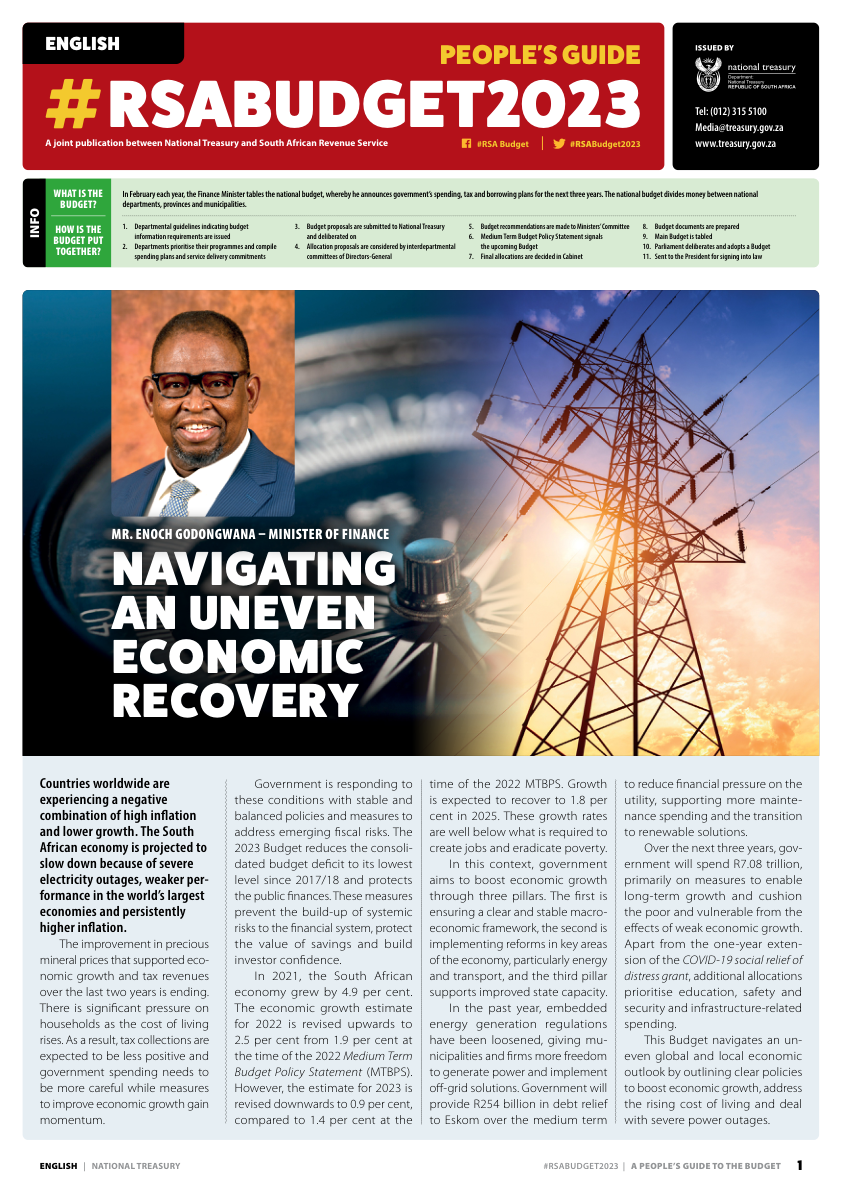 ENGLISH
PEOPLE'S GUIDE
#RSABUDGET2023
A joint publication between National Treasury and South African Revenue Service
#RSA Budget
#RSABudget2023
ISSUED BY
national treasury
Department:
National Treasury
REPUBLIC OF SOUTH AFRICA
Tel: (012) 315 5100
Media@treasury.gov.za
www.treasury.gov.za
INFO
WHAT IS THE
BUDGET?
In February each year, the Finance Minister tables the national budget, whereby he announces government's spending, tax and borrowing plans for the next three years. The national budget divides money between national
departments, provinces and municipalities.
HOW IS THE
BUDGET PUT
TOGETHER?
1. Departmental guidelines indicating budget
information requirements are issued
2. Departments prioritise their programmes and compile
spending plans and service delivery commitments
3. Budget proposals are submitted to National Treasury
and deliberated on
4. Allocation proposals are considered by interdepartmental
committees of Directors-General
5. Budget recommendations are made to Ministers' Committee
6. Medium Term Budget Policy Statement signals
the upcoming Budget
7. Final allocations are decided in Cabinet
8. Budget documents are prepared
9. Main Budget is tabled
10. Parliament deliberates and adopts a Budget
11. Sent to the President for signing into law
MR. ENOCH GODONGWANA – MINISTER OF FINANCE
NAVIGATING
AN UNEVEN
ECONOMIC
RECOVERY
40
Countries worldwide are
experiencing a negative
combination of high inflation
and lower growth. The South
African economy is projected to
slow down because of severe
electricity outages, weaker per-
formance in the world's largest
economies and persistently
higher inflation.
The improvement in precious
mineral prices that supported eco-
nomic growth and tax revenues
over the last two years is ending.
There is significant pressure on
households as the cost of living
rises. As a result, tax collections are
expected to be less positive and
government spending needs to
be more careful while measures
to improve economic growth gain
momentum.
Government is responding to
these conditions with stable and
balanced policies and measures to
address emerging fiscal risks. The
2023 Budget reduces the consoli-
dated budget deficit to its lowest
level since 2017/18 and protects
the public finances. These measures
prevent the build-up of systemic
risks to the financial system, protect
the value of savings and build
investor confidence.
In 2021, the South African
economy grew by 4.9 per cent.
The economic growth estimate
for 2022 is revised upwards to
2.5 per cent from 1.9 per cent at
the time of the 2022 Medium Term
Budget Policy Statement (MTBPS).
However, the estimate for 2023 is
revised downwards to 0.9 per cent,
compared to 1.4 per cent at the
time of the 2022 MTBPS. Growth
is expected to recover to 1.8 per
cent in 2025. These growth rates
are well below what is required to
create jobs and eradicate poverty.
In this context, government
aims to boost economic growth
through three pillars. The first is
ensuring a clear and stable macro-
economic framework, the second is
implementing reforms in key areas
of the economy, particularly energy
and transport, and the third pillar
supports improved state capacity.
In the past year, embedded
energy generation regulations
have been loosened, giving mu-
nicipalities and firms more freedom
to generate power and implement
off-grid solutions. Government will
provide R254 billion in debt relief
to Eskom over the medium term
to reduce financial pressure on the
utility, supporting more mainte-
nance spending and the transition
to renewable solutions.
Over the next three years, gov-
ernment will spend R7.08 trillion,
primarily on measures to enable
long-term growth and cushion
the poor and vulnerable from the
effects of weak economic growth.
Apart from the one-year exten-
sion of the COVID-19 social relief of
distress grant, additional allocations
prioritise education, safety and
security and infrastructure-related
spending.
This Budget navigates an un-
even global and local economic
outlook by outlining clear policies
to boost economic growth, address
the rising cost of living and deal
with severe power outages.
ENGLISH | NATIONAL TREASURY
#RSABUDGET2023 | A PEOPLE'S GUIDE TO THE BUDGET 1